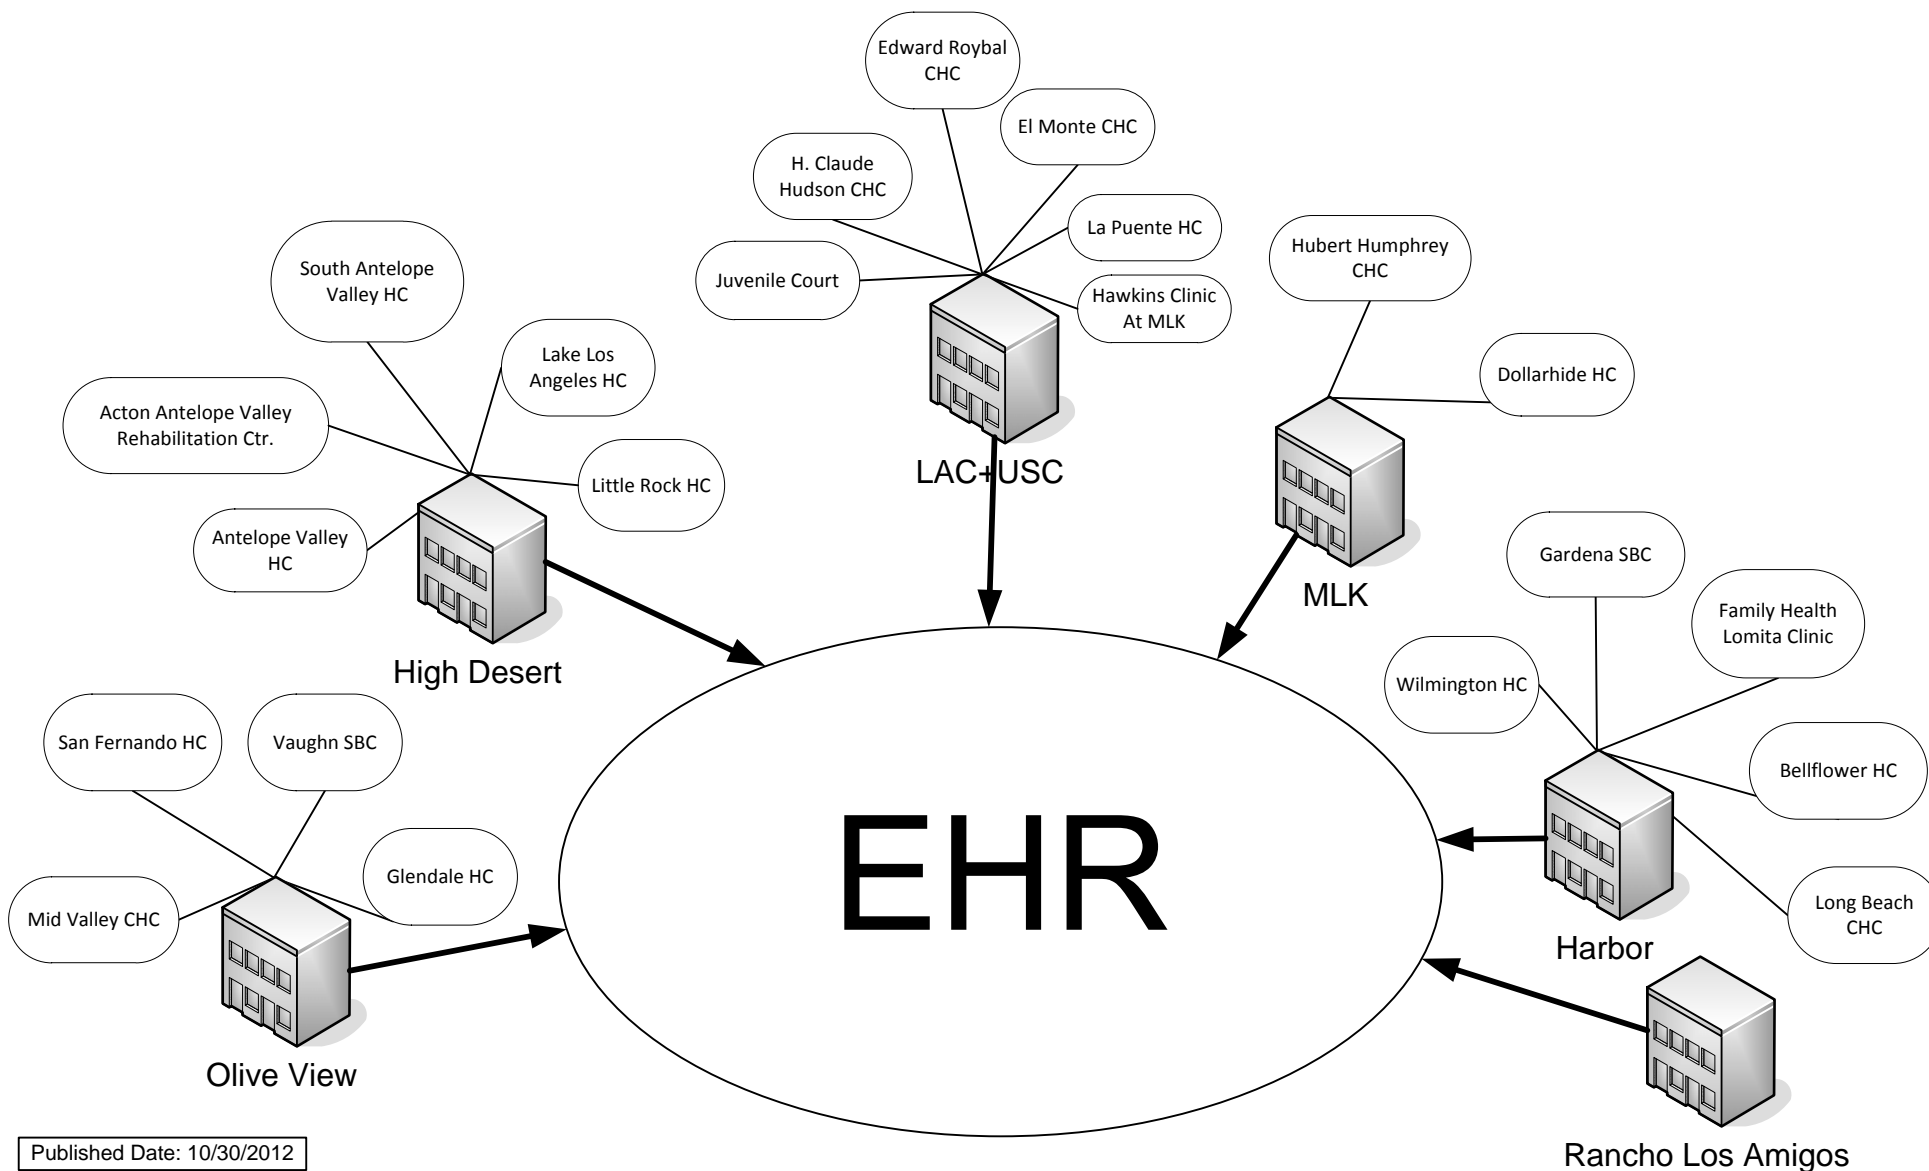 Edward Roybal
CHC
El Monte CHC
H. Claude
Hudson CHC
La Puente HC
Juvenile Court
Hawkins Clinic
At MLK
LAC+USC
Hubert Humphrey
CHC
Dollarhide HC
MLK
South Antelope
Valley HC
Lake Los
Angeles HC
Acton Antelope Valley
Rehabilitation Ctr.
Little Rock HC
Antelope Valley
HC
High Desert
Gardena SBC
Family Health
Lomita Clinic
Wilmington HC
Bellflower HC
Long Beach
CHC
Harbor
San Fernando HC
Vaughn SBC
Glendale HC
Mid Valley CHC
Olive View
EHR
Rancho Los Amigos
Published Date: 10/30/2012